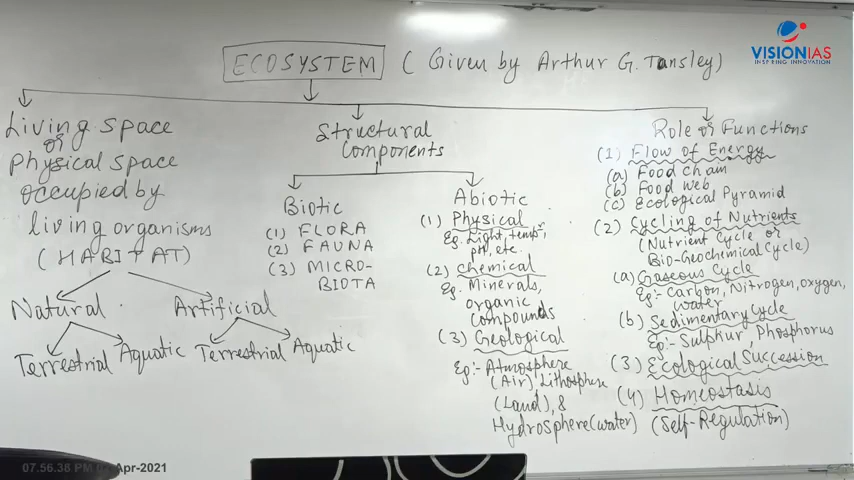 VISIONIAS
INSPIRING INNOVATION
ECOSYSTEM (Given by Arthur G. Tansley)
Living Space
or
Physical Space
occupied by
living organisms
(HABITAT)
Natural
Artificial
Terrestrial Aquatic
Terrestrial Aquatic
Structural
Components
Biotic
(1) FLORA
(2) FAUNA
(3) MICRO-
BIOTA
Abiotic
(1) Physical
Eg. Light, tempr,
pH, etc.
(2) Chemical
Eg. Minerals,
organic
compounds
(3) Geological
Eg:- Atmosphere
(Air) Lithosphere
(Land), &
Hydrosphere (water)
Role or Functions
(1) Flow of Energy
(a) Food Chain
(b) Food Web
(c) Ecological Pyramid
(2) Cycling of Nutrients
(Nutrient Cycle or
Bio-Geochemical Cycle)
(a) Gaseous Cycle
Eg:- Carbon, Nitrogen, oxygen,
water
(b) Sedimentary Cycle
Eg:- Sulphur, Phosphorus
(3) Ecological Succession
(4) Homeostasis
(Self-Regulation)
07.56.38 PM Apr-2021